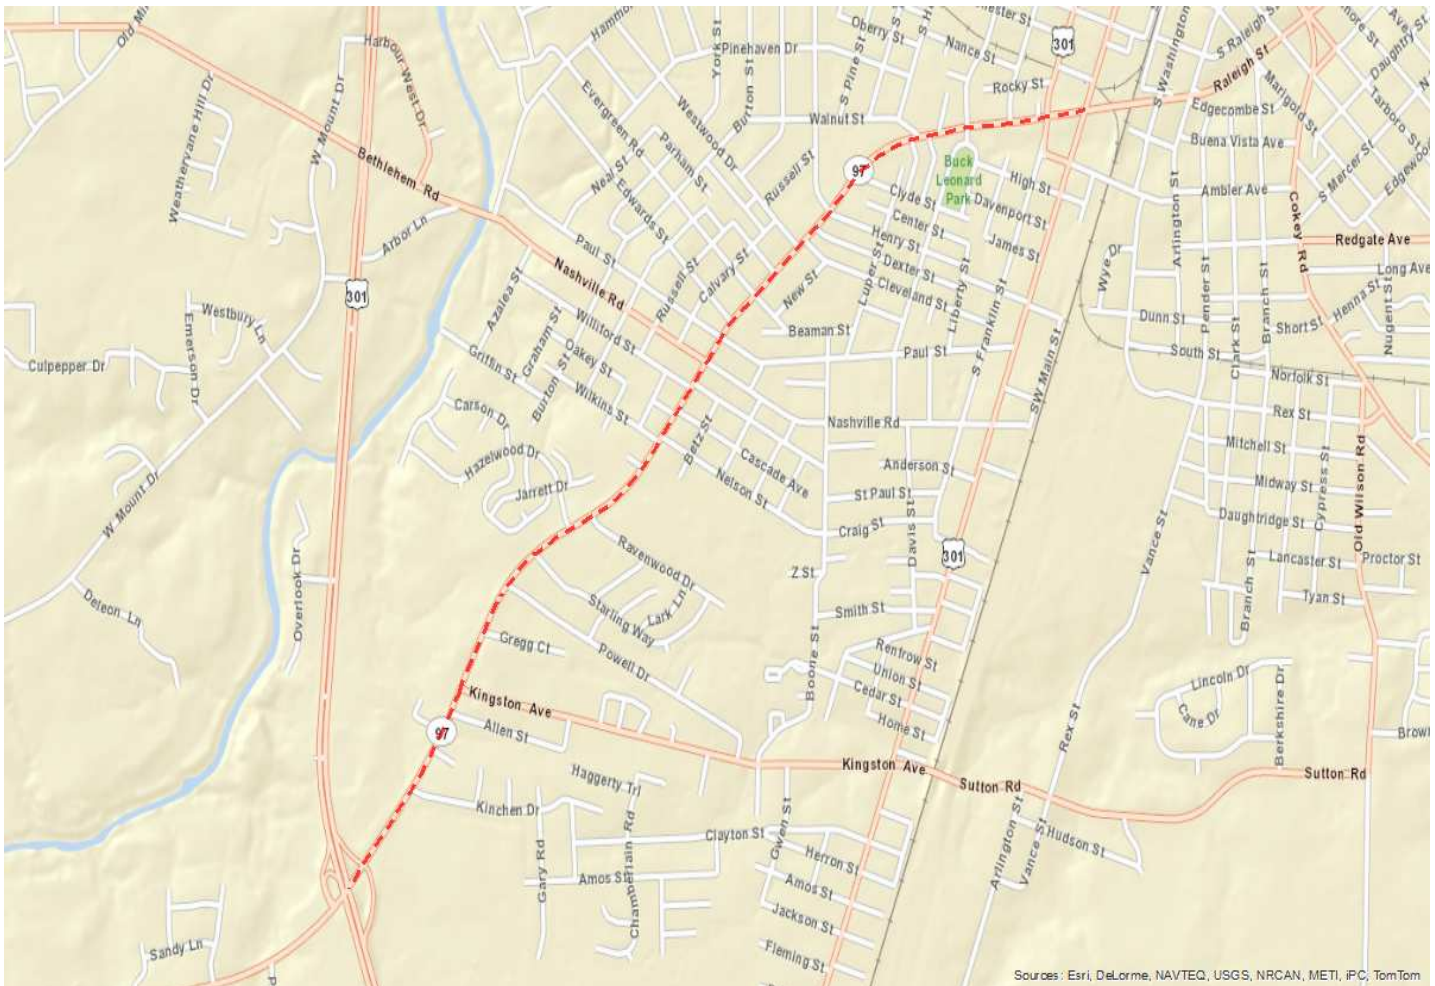 301
Oberry St
Nance St
Pinehaven Dr
York St
Burton St
S Pine St
Rocky St
Walnut St
S Washington
S Raleigh St
Raleigh St
Daughtry St
Tarboro St
Marigold St
Edgecombe St
Buena Vista Ave
S Mercer St
Edgewood
Harbour West Dr
W Mount Dr
Weathervane Hill Dr
Bethlehem Rd
Arbor Ln
Evergreen Rd
Westwood Dr
Parham St
Neal St
Edwards St
Russell St
97
Buck
Leonard
Park
High St
Davenport St
Clyde St
Center St
Henry St
James St
Dexter St
Cleveland St
Ambler Ave
Cokey Rd
Redgate Ave
Long Ave
Henna St
Nugent St
Short St
Wye Dr
Arlington St
Pender St
Branch St
Clark St
Dunn St
South St
Norfolk St
301
Paul St
Nashville Rd
Russell St
Calvary St
New St
Luper St
Liberty St
Beaman St
Paul St
S Franklin St
SW Main St
Azalea St
Graham St
Williford St
Oakey St
Griffin St
Burton St
Wilkins St
Betz St
Westbury Ln
Emerson Dr
Culpepper Dr
W Mount Dr
Carson Dr
Hazelwood Dr
Jarrett Dr
Cascade Ave
Nelson St
Nashville Rd
Anderson St
St Paul St
Craig St
Davis St
301
Rex St
Mitchell St
Midway St
Cypress St
Daughtridge St
Lancaster St
Proctor St
Tyan St
Old Wilson Rd
Branch St
Vance St
Overlook Dr
Deleon Ln
Ravenwood Dr
Lark Ln
Starling Way
Z St
Smith St
Boone St
Renfrow St
Union St
Cedar St
Home St
Gregg Ct
Powell Dr
Kingston Ave
Allen St
97
Lincoln Dr
Cane Dr
Berkshire Dr
Rex St
Brown
Kingston Ave
Sutton Rd
Sutton Rd
Haggerty Trl
Kinchen Dr
Gary Rd
Chamberlain Rd
Clayton St
Gwen St
Herron St
Amos St
Amos St
Jackson St
Fleming St
Arlington St
Vance St
Hudson St
Sandy Ln
Sources: Esri, DeLorme, NAVTEQ, USGS, NRCAN, METI, iPC, TomTom